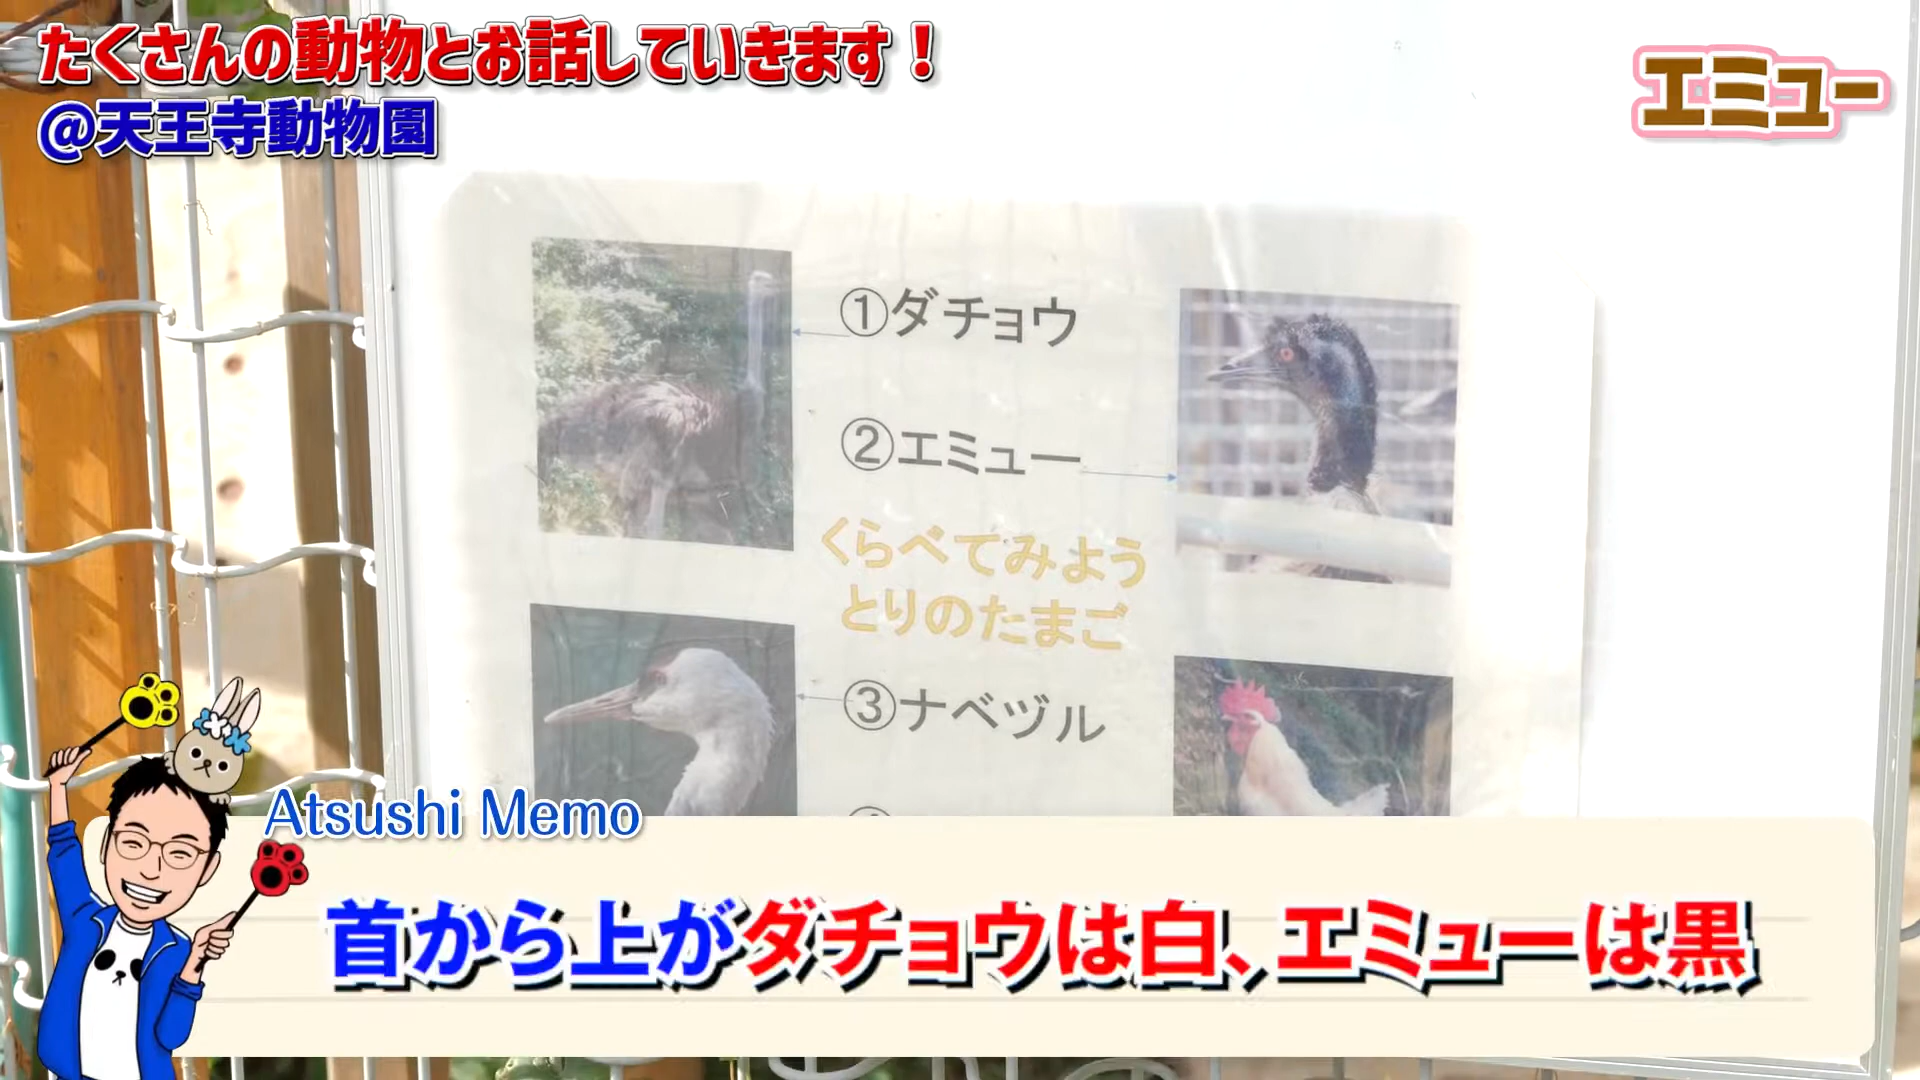 たくさんの動物とお話していきます！
@天王寺動物園
エミュー
①ダチョウ
②エミュー
くらべてみよう
とりのたまご
③ナベヅル
Atsushi Memo
首から上がダチョウは白、エミューは黒